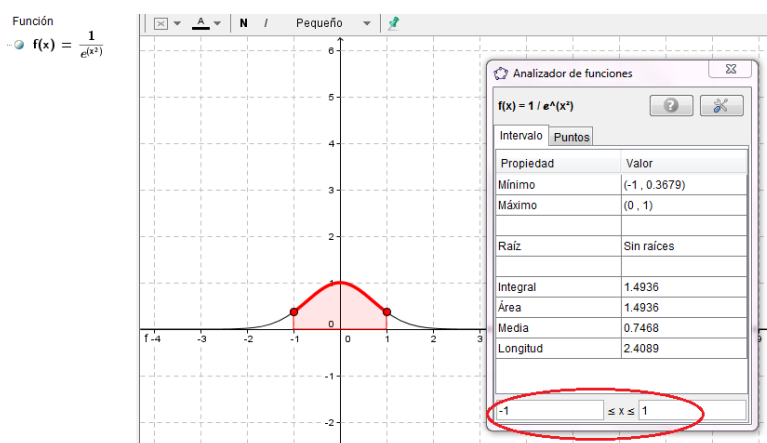 Función
f(x) = 1 / e^(x²)
A N I Pequeño
6
5
4
3
2
1
0
-1
-2
f -4 -3 -2 -1 0 1 2 3 9
Analizador de funciones
f(x) = 1 / e^(x²)
Intervalo Puntos
Propiedad Valor
Mínimo (-1 , 0.3679)
Máximo (0 , 1)
Raíz Sin raíces
Integral 1.4936
Área 1.4936
Media 0.7468
Longitud 2.4089
-1 ≤ x ≤ 1